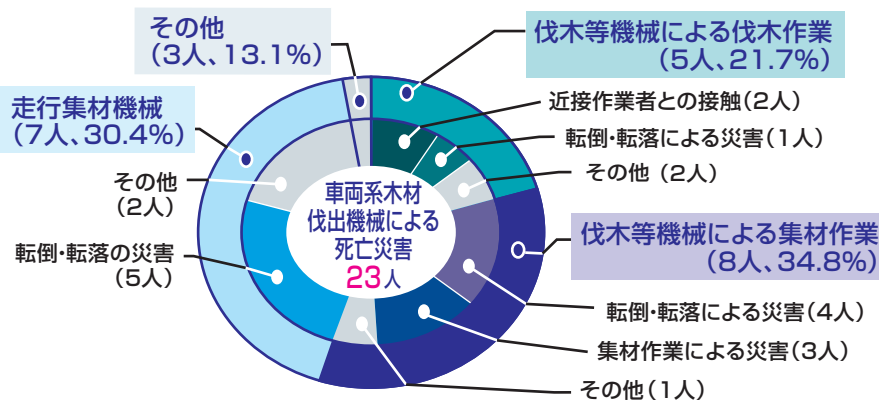 その他
(3人、13.1%)
伐木等機械による伐木作業
(5人、21.7%)
近接作業者との接触(2人)
転倒・転落による災害(1人)
その他 (2人)
走行集材機械
(7人、30.4%)
その他
(2人)
転倒・転落の災害
(5人)
車両系木材
伐出機械による
死亡災害
23人
伐木等機械による集材作業
(8人、34.8%)
転倒・転落による災害(4人)
集材作業による災害(3人)
その他(1人)